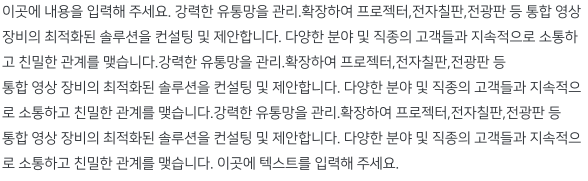 이곳에 내용을 입력해 주세요. 강력한 유통망을 관리.확장하여 프로젝터,전자칠판,전광판 등 통합 영상
장비의 최적화된 솔루션을 컨설팅 및 제안합니다. 다양한 분야 및 직종의 고객들과 지속적으로 소통하
고 친밀한 관계를 맺습니다.강력한 유통망을 관리.확장하여 프로젝터,전자칠판,전광판 등
통합 영상 장비의 최적화된 솔루션을 컨설팅 및 제안합니다. 다양한 분야 및 직종의 고객들과 지속적으
로 소통하고 친밀한 관계를 맺습니다.강력한 유통망을 관리.확장하여 프로젝터,전자칠판,전광판 등
통합 영상 장비의 최적화된 솔루션을 컨설팅 및 제안합니다. 다양한 분야 및 직종의 고객들과 지속적으
로 소통하고 친밀한 관계를 맺습니다. 이곳에 텍스트를 입력해 주세요.